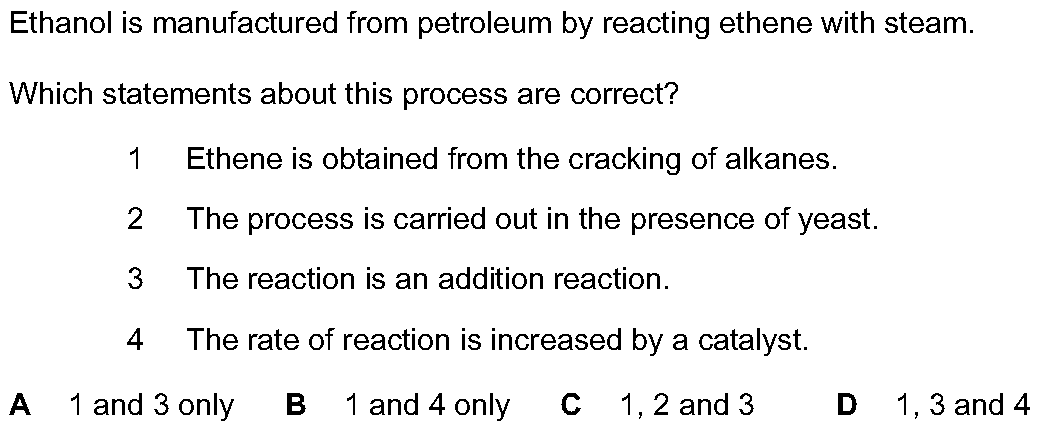 Ethanol is manufactured from petroleum by reacting ethene with steam.
Which statements about this process are correct?
1 Ethene is obtained from the cracking of alkanes.
2 The process is carried out in the presence of yeast.
3 The reaction is an addition reaction.
4 The rate of reaction is increased by a catalyst.
A 1 and 3 only B 1 and 4 only C 1, 2 and 3 D 1, 3 and 4